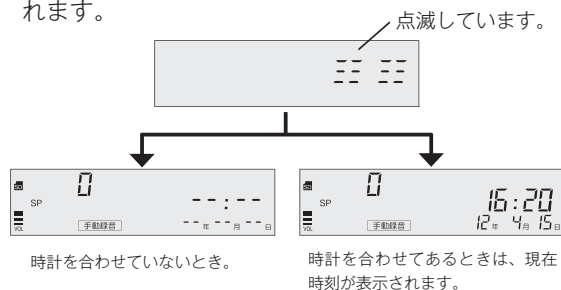 れます。
点滅しています。
-- --
-- --
-- --
SD
0
SP
--:--
VOL
手動録音
--年--月--日
SD
0
SP
16:20
VOL
手動録音
12年 4月 15日
時計を合わせていないとき。
時計を合わせてあるときは、現在
時刻が表示されます。